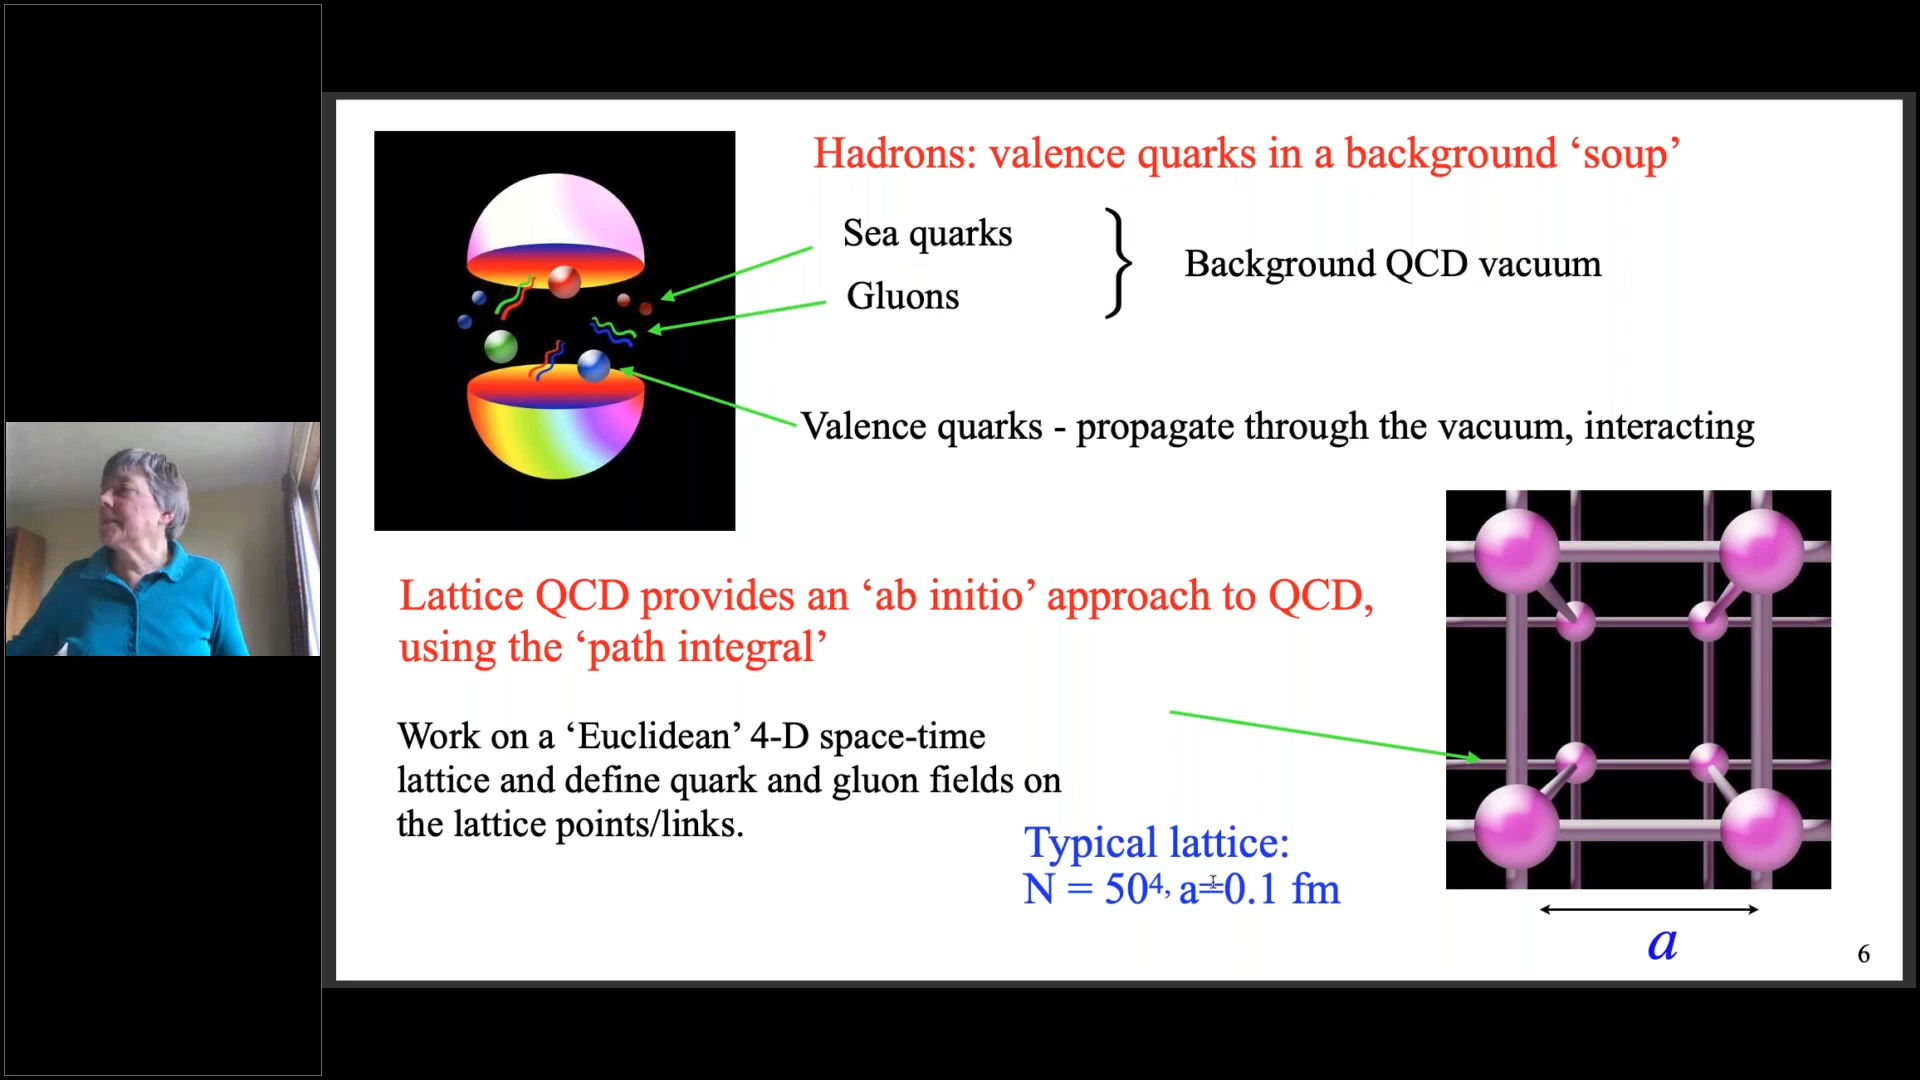 Hadrons: valence quarks in a background ‘soup’
Sea quarks
Gluons
Background QCD vacuum
Valence quarks - propagate through the vacuum, interacting
Lattice QCD provides an ‘ab initio’ approach to QCD,
using the ‘path integral’
Work on a ‘Euclidean’ 4-D space-time
lattice and define quark and gluon fields on
the lattice points/links.
Typical lattice:
N = 50⁴, a=0.1 fm
a
6